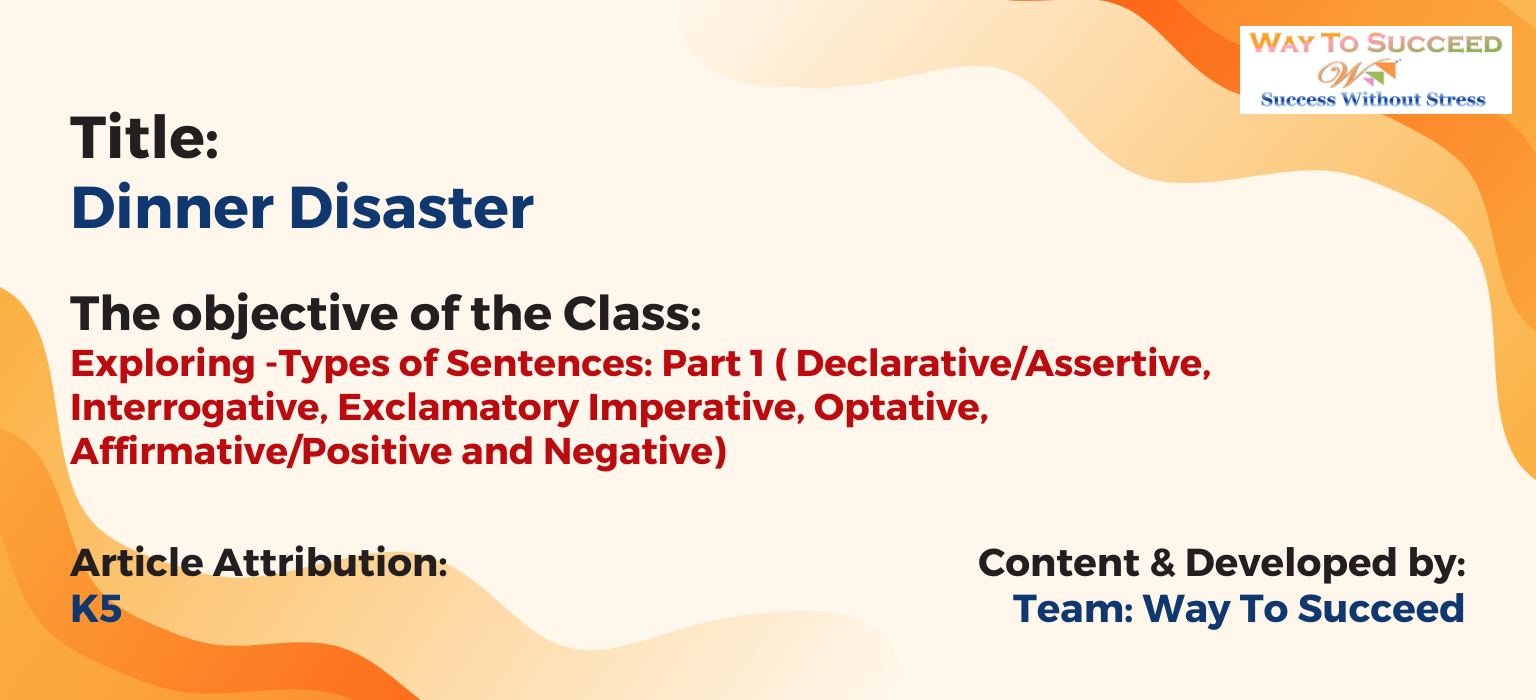 WAY TO SUCCEED
W
Success Without Stress
Title:
Dinner Disaster
The objective of the Class:
Exploring -Types of Sentences: Part 1 ( Declarative/Assertive,
Interrogative, Exclamatory Imperative, Optative,
Affirmative/Positive and Negative)
Article Attribution:
K5
Content & Developed by:
Team: Way To Succeed